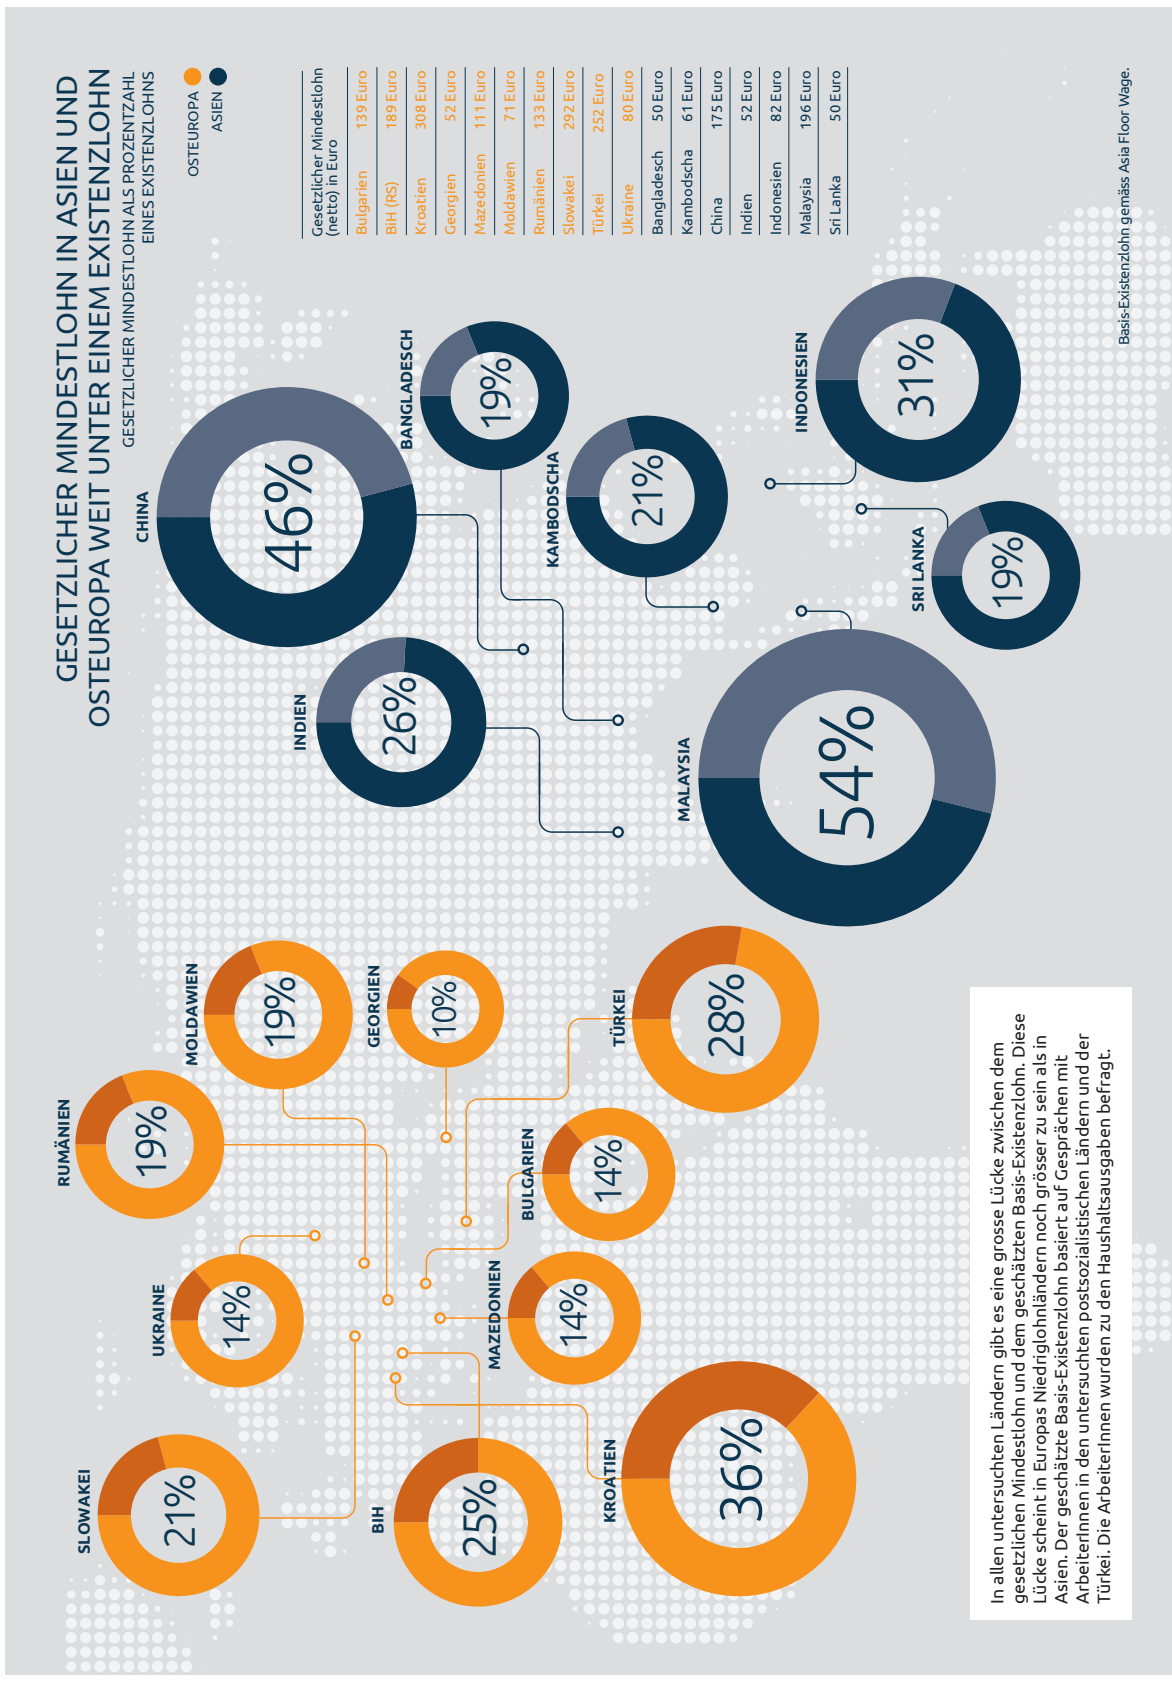 GESETZLICHER MINDESTLOHN IN ASIEN UND
OSTEUROPA WEIT UNTER EINEM EXISTENZLOHN
GESETZLICHER MINDESTLOHN ALS PROZENTZAHL
EINES EXISTENZLOHNS
OSTEUROPA
ASIEN
Gesetzlicher Mindestlohn
(netto) in Euro
Bulgarien 139 Euro
BiH (RS) 189 Euro
Kroatien 308 Euro
Georgien 52 Euro
Mazedonien 111 Euro
Moldawien 71 Euro
Rumänien 133 Euro
Slowakei 292 Euro
Türkei 252 Euro
Ukraine 80 Euro
Bangladesch 50 Euro
Kambodscha 61 Euro
China 175 Euro
Indien 52 Euro
Indonesien 82 Euro
Malaysia 196 Euro
Sri Lanka 50 Euro
SLOWAKEI
21%
UKRAINE
14%
RUMÄNIEN
19%
MOLDAWIEN
19%
GEORGIEN
10%
BIH
25%
MAZEDONIEN
14%
BULGARIEN
14%
TÜRKEI
28%
KROATIEN
36%
CHINA
46%
INDIEN
26%
BANGLADESCH
19%
KAMBODSCHA
21%
MALAYSIA
54%
INDONESIEN
31%
SRI LANKA
19%
In allen untersuchten Ländern gibt es eine grosse Lücke zwischen dem
gesetzlichen Mindestlohn und dem geschätzten Basis-Existenzlohn. Diese
Lücke scheint in Europas Niedriglohnländern noch grösser zu sein als in
Asien. Der geschätzte Basis-Existenzlohn basiert auf Gesprächen mit
ArbeiterInnen in den untersuchten postsozialistischen Ländern und der
Türkei. Die ArbeiterInnen wurden zu den Haushaltsausgaben befragt.
Basis-Existenzlohn gemäss Asia Floor Wage.